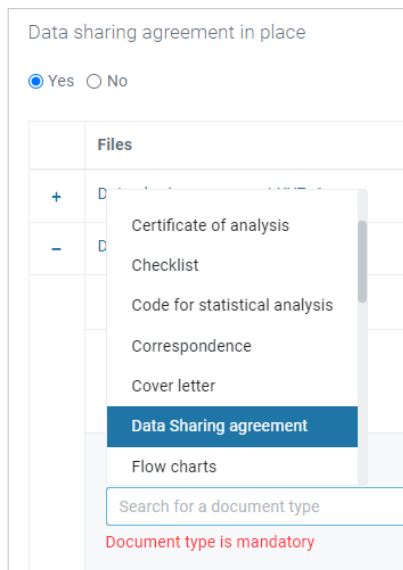 Data sharing agreement in place
Yes No
Files
+
D
–
D
Certificate of analysis
Checklist
Code for statistical analysis
Correspondence
Cover letter
Data Sharing agreement
Flow charts
Search for a document type
Document type is mandatory